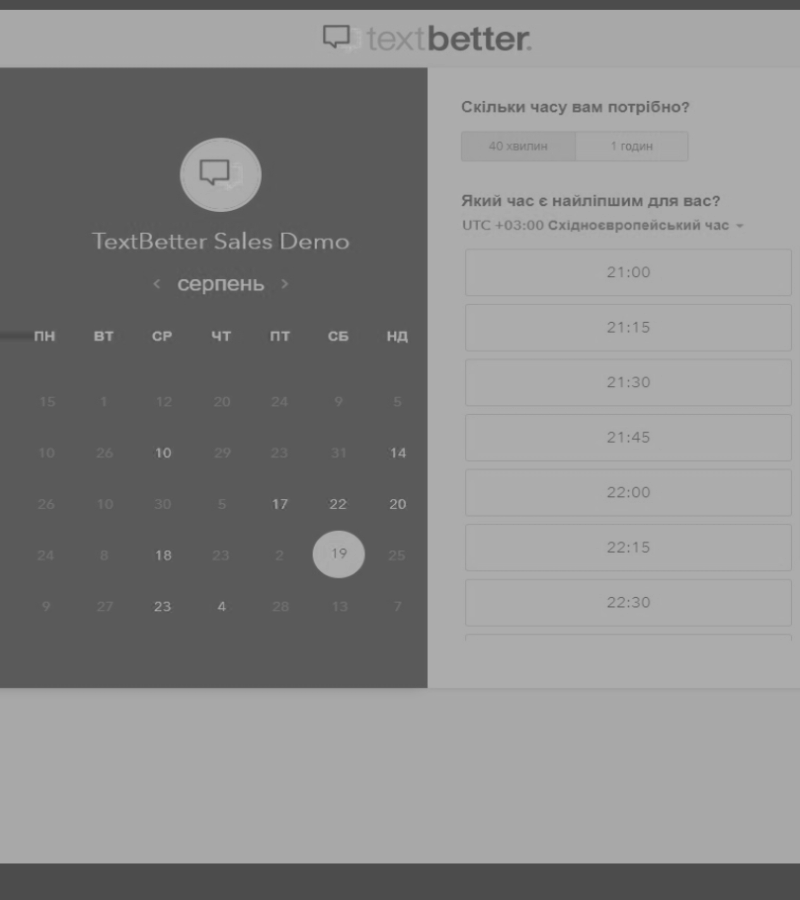 textbetter.
TextBetter Sales Demo
< серпень >
ПН ВТ СР ЧТ ПТ СБ НД
15 1 12 20 24 9 5
10 26 10 29 23 31 14
26 10 30 5 17 22 20
24 8 18 23 2 19 25
9 27 23 4 28 13 7
Скільки часу вам потрібно?
40 хвилин 1 годин
Який час є найліпшим для вас?
UTC +03:00 Східноєвропейський час
21:00
21:15
21:30
21:45
22:00
22:15
22:30